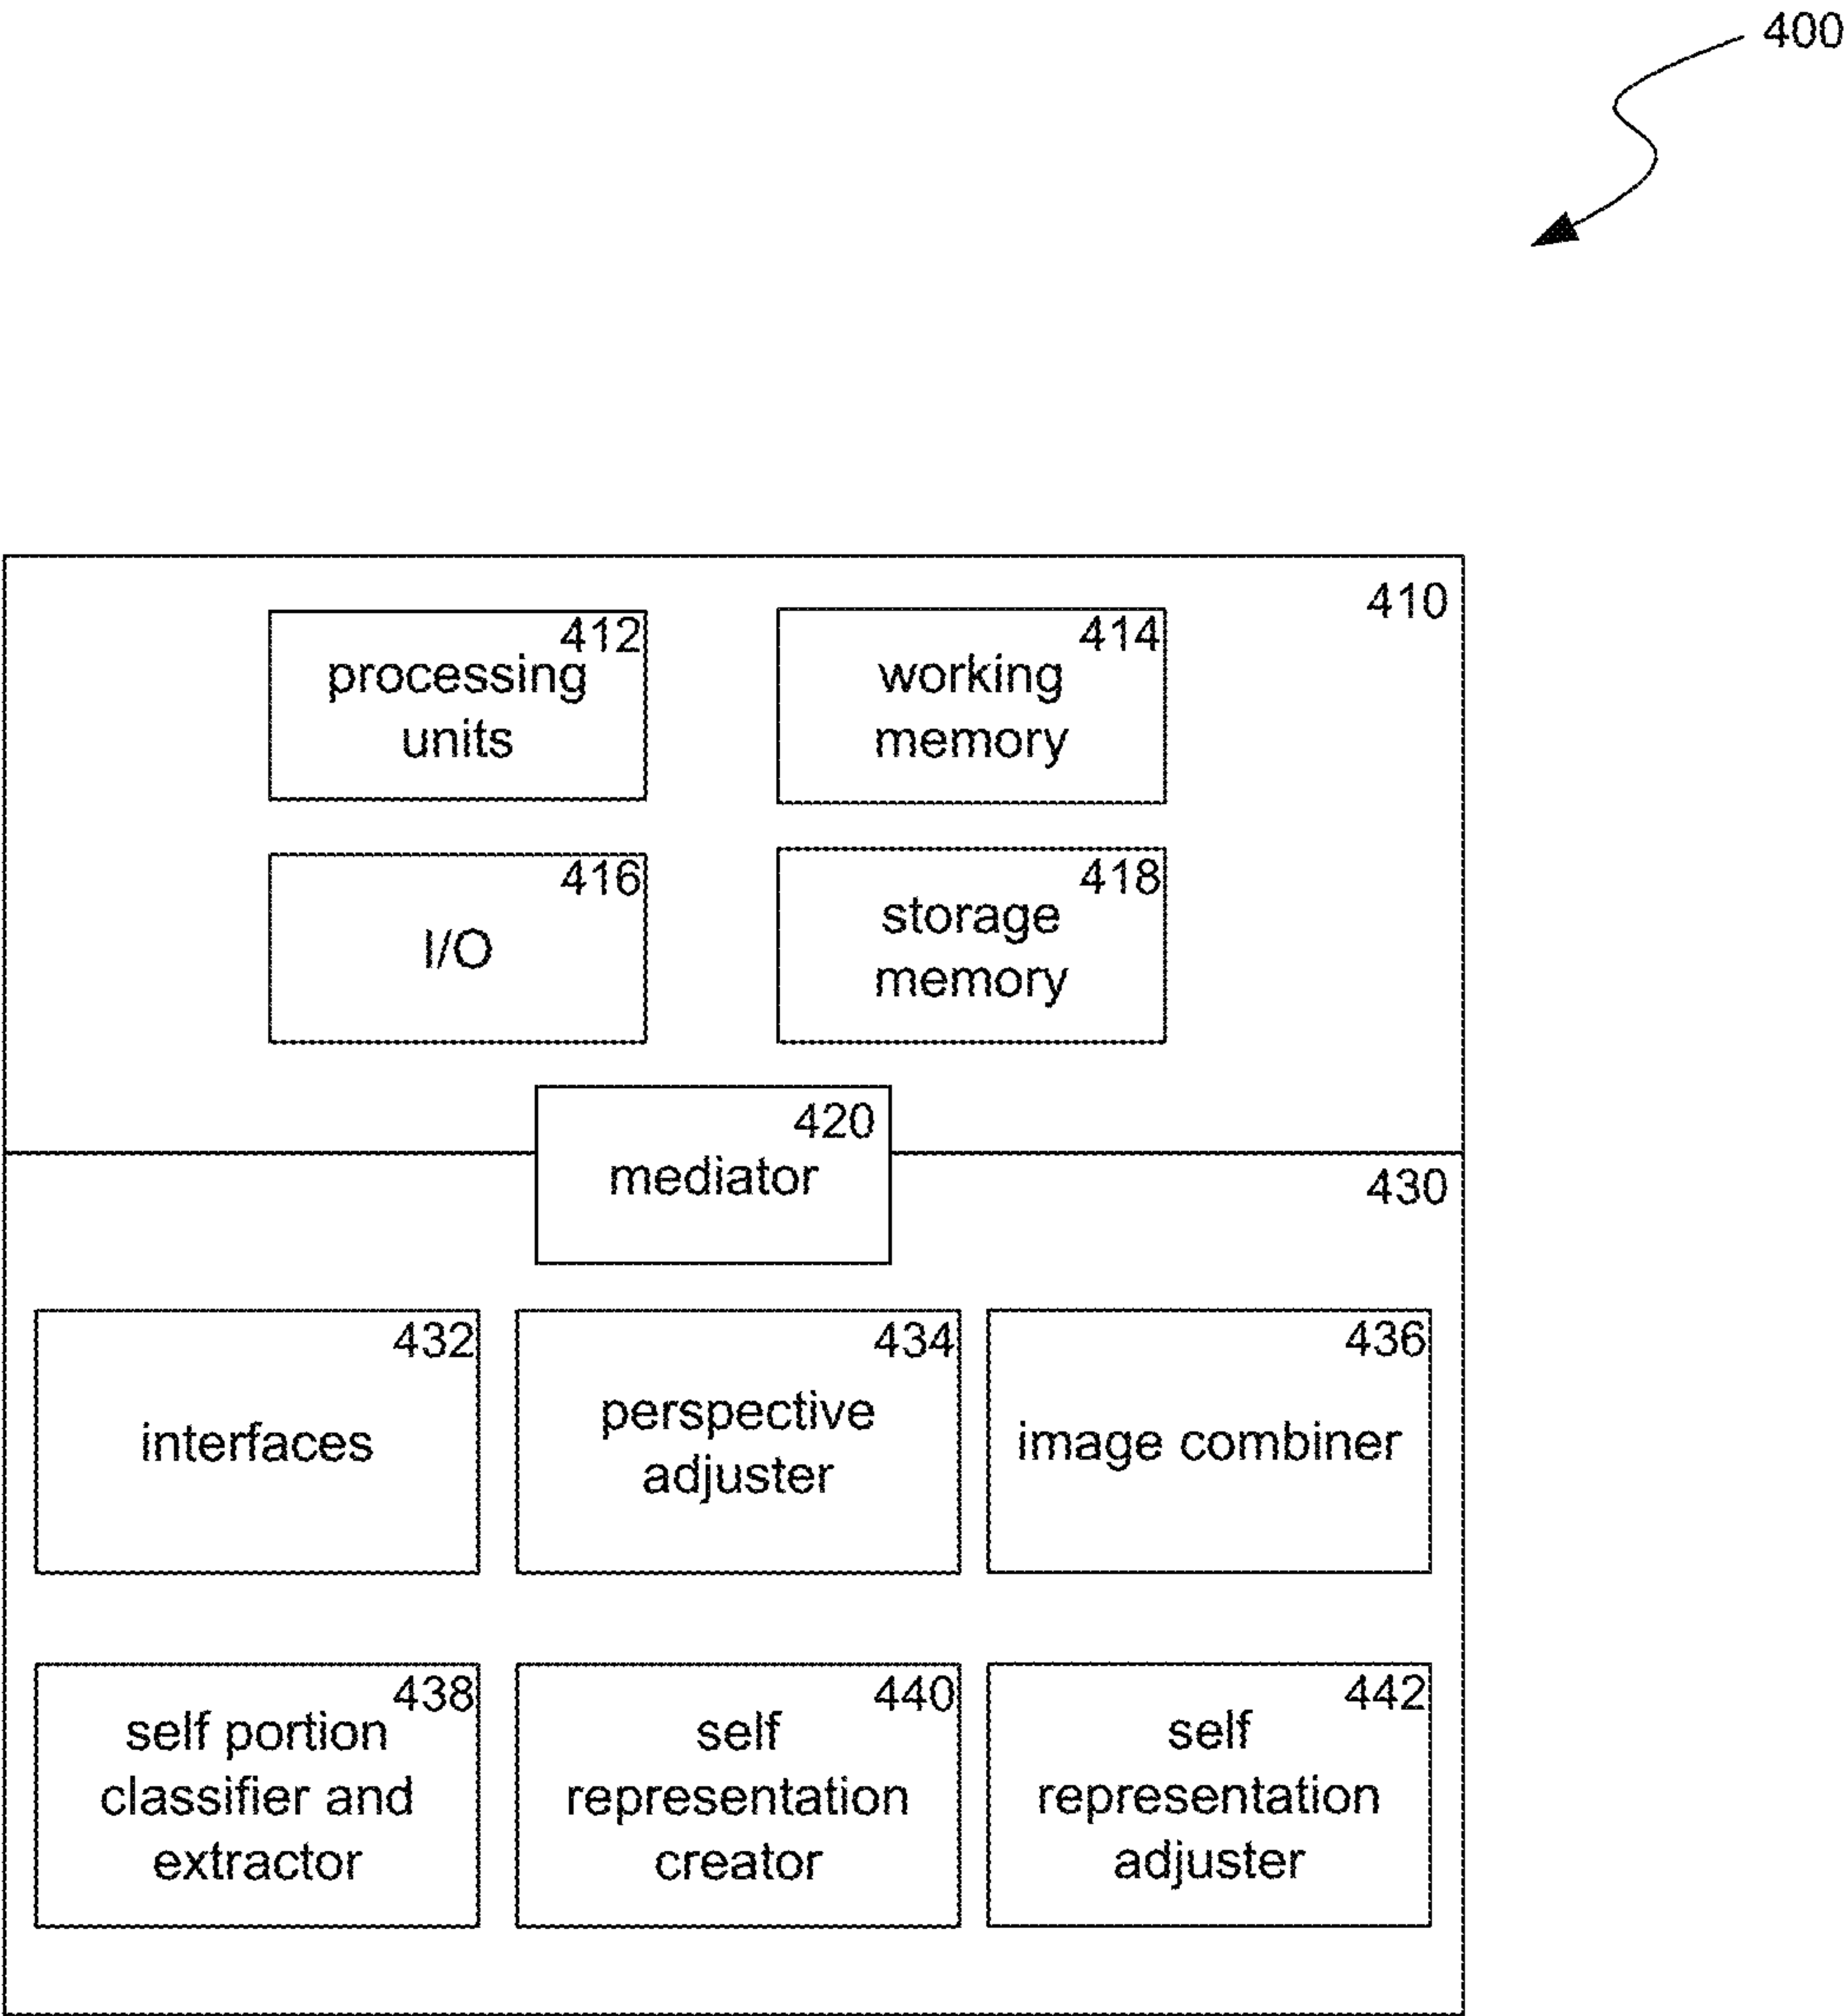 400
410
412
processing
units
414
working
memory
416
I/O
418
storage
memory
420
mediator
430
432
interfaces
434
perspective
adjuster
436
image combiner
438
self portion
classifier and
extractor
440
self
representation
creator
442
self
representation
adjuster